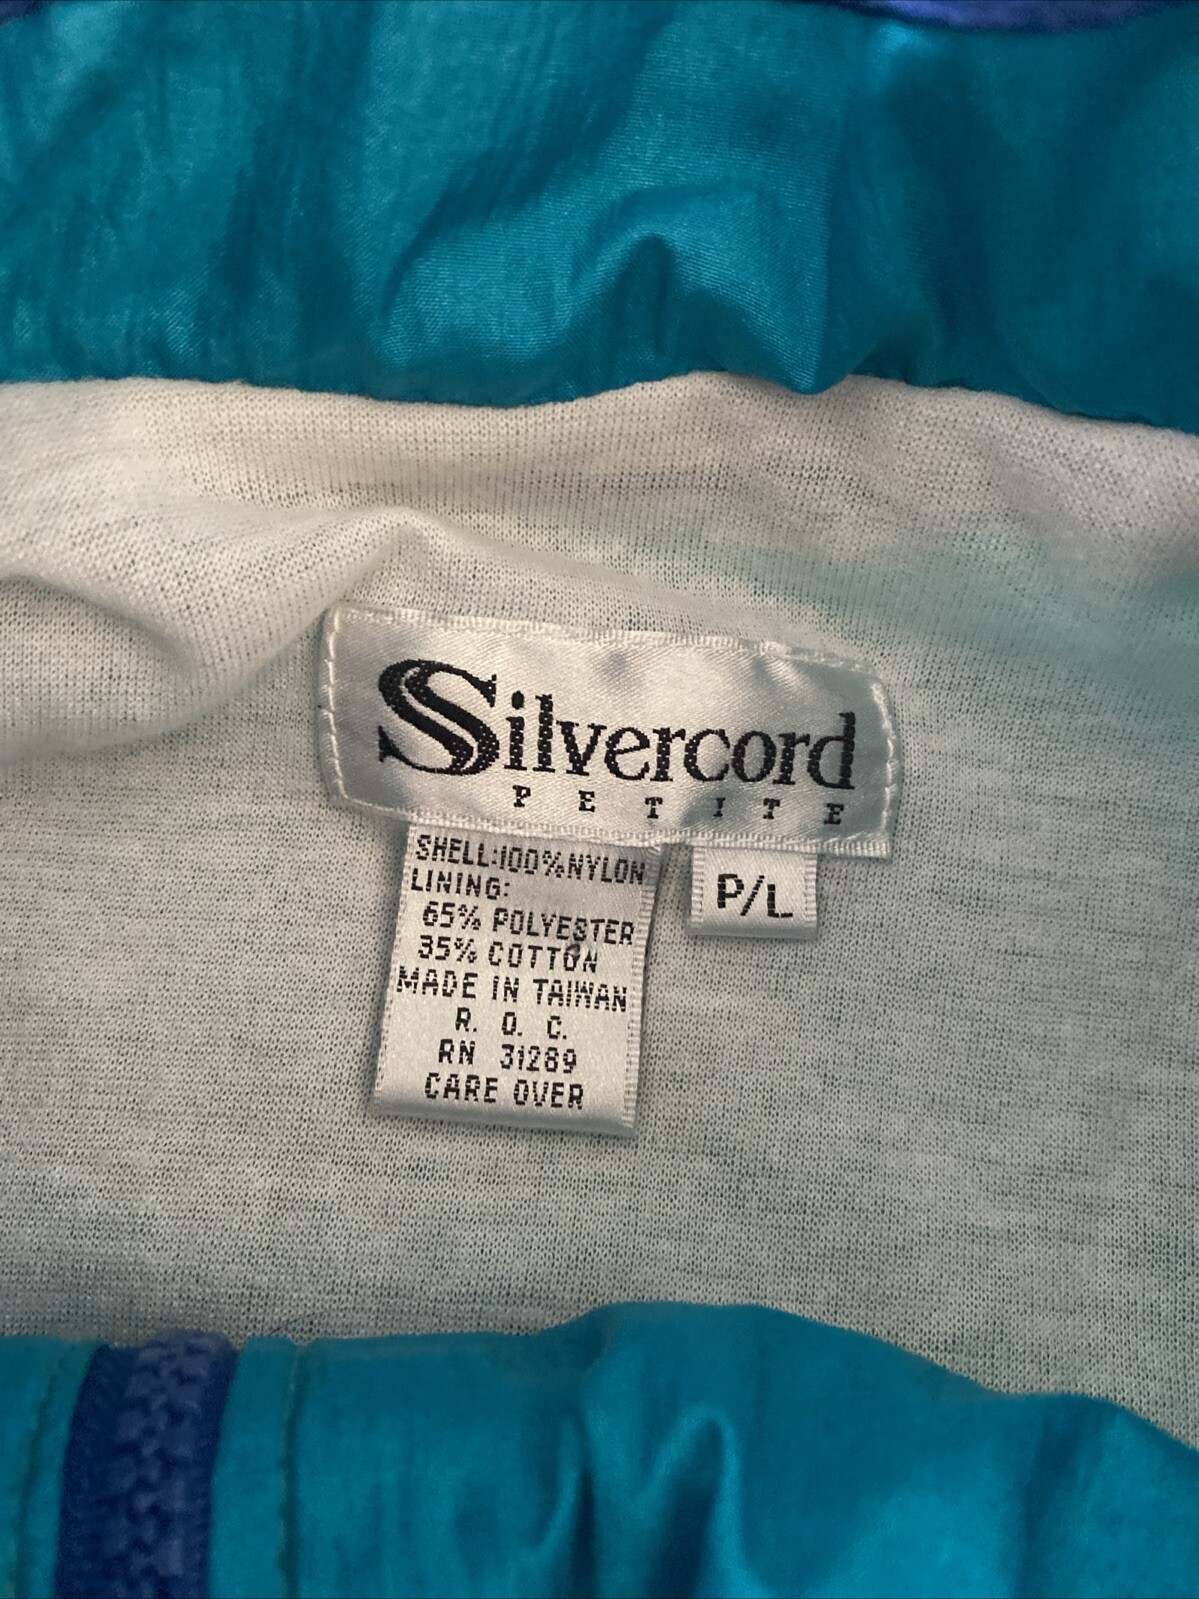 Silvercord
PETITE
SHELL:100%NYLON
LINING:
65% POLYESTER
35% COTTON
MADE IN TAIWAN
R. O. C.
RN 31289
CARE OVER
P/L